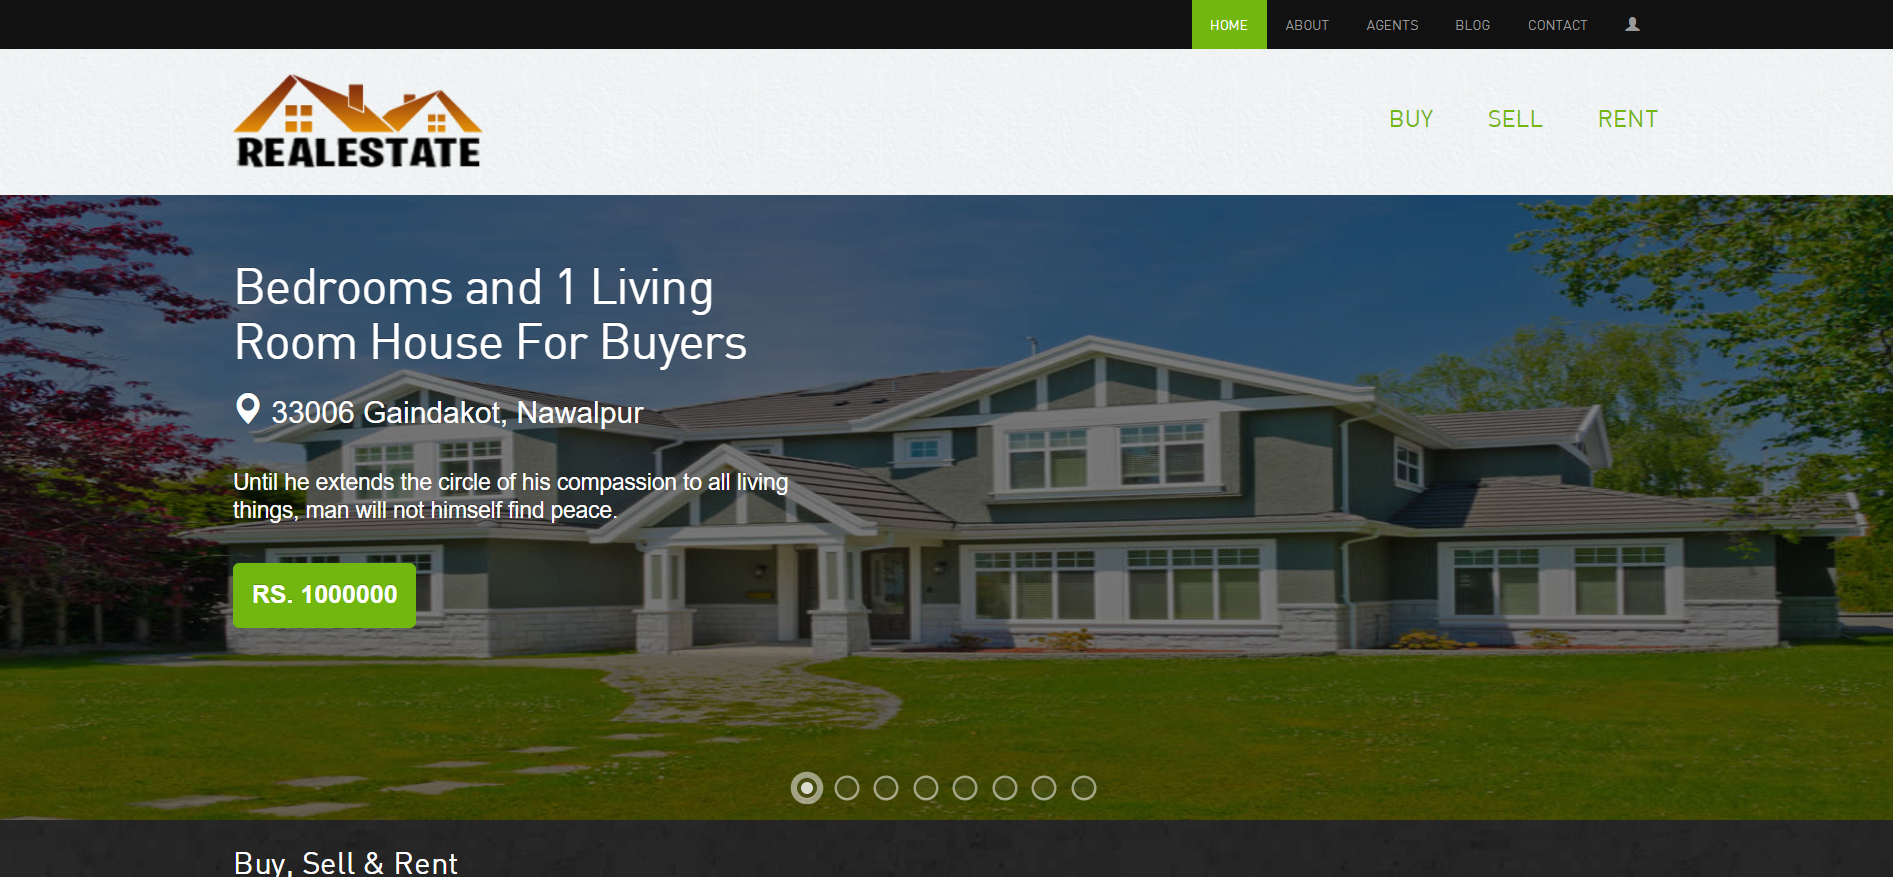 HOME ABOUT AGENTS BLOG CONTACT
REALESTATE
BUY SELL RENT
Bedrooms and 1 Living
Room House For Buyers
33006 Gaindakot, Nawalpur
Until he extends the circle of his compassion to all living
things, man will not himself find peace.
RS. 1000000
Buy, Sell & Rent